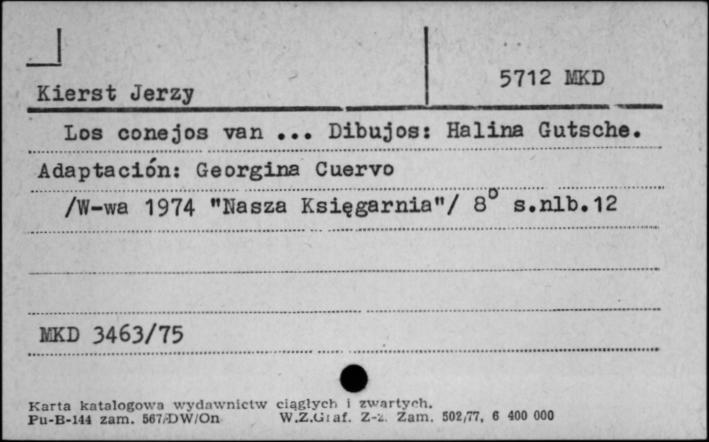 5712 MKD
Kierst Jerzy
Los conejos van ... Dibujos: Halina Gutsche.
Adaptación: Georgina Cuervo
/W-wa 1974 "Nasza Księgarnia"/ 8° s.nlb.12
MKD 3463/75
Karta katalogowa wydawnictw ciągłych i zwartych.
Pu-B-144 zam. 567/DW/On W.Z.Graf. Z-z. Zam. 502/77, 6 400 000